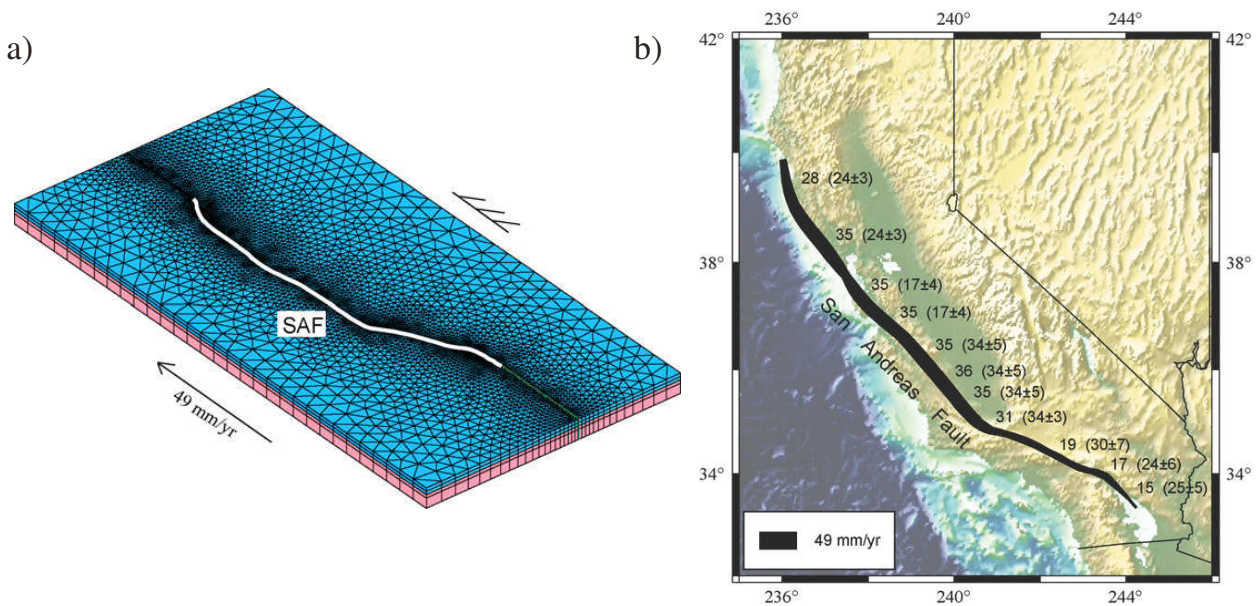 a)
SAF
49 mm/yr
b)
236° 240° 244°
42° 42°
28 (24±3)
35 (24±3)
38° 38°
35 (17±4)
35 (17±4)
35 (34±5)
36 (34±5)
35 (34±5)
31 (34±3)
San Andreas Fault
19 (30±7)
17 (24±6)
34° 34°
15 (25±5)
49 mm/yr
236° 240° 244°